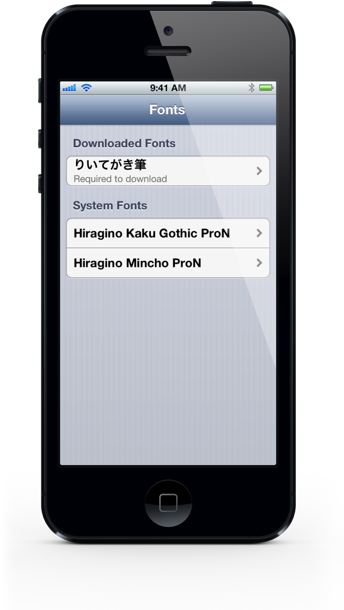 9:41 AM
Fonts
Downloaded Fonts
りいてがき筆
Required to download
System Fonts
Hiragino Kaku Gothic ProN
Hiragino Mincho ProN